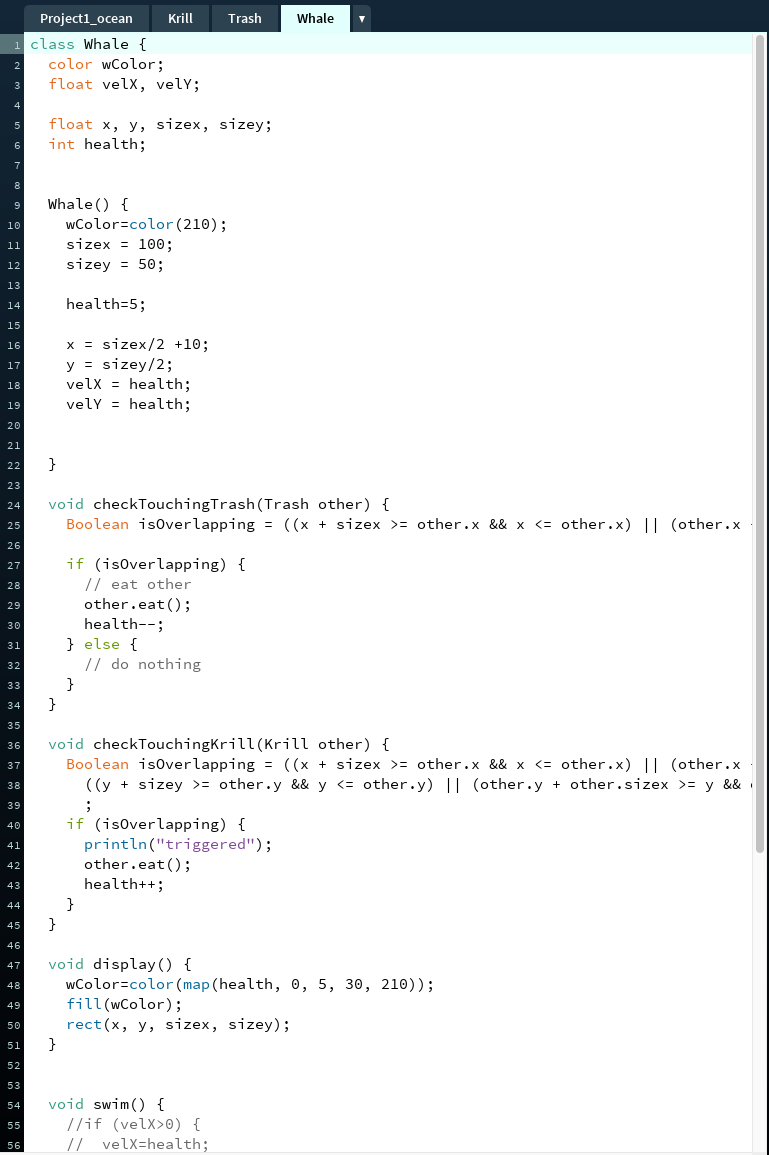 Project1_ocean Krill Trash Whale ▼
1 class Whale {
2 color wColor;
3 float velX, velY;
4
5 float x, y, sizex, sizey;
6 int health;
7
8
9 Whale() {
10 wColor=color(210);
11 sizex = 100;
12 sizey = 50;
13
14 health=5;
15
16 x = sizex/2 +10;
17 y = sizey/2;
18 velX = health;
19 velY = health;
20
21
22 }
23
24 void checkTouchingTrash(Trash other) {
25 Boolean isOverlapping = ((x + sizex >= other.x && x <= other.x) || (other.x
26
27 if (isOverlapping) {
28 // eat other
29 other.eat();
30 health--;
31 } else {
32 // do nothing
33 }
34 }
35
36 void checkTouchingKrill(Krill other) {
37 Boolean isOverlapping = ((x + sizex >= other.x && x <= other.x) || (other.x
38 ((y + sizey >= other.y && y <= other.y) || (other.y + other.sizex >= y &&
39 ;
40 if (isOverlapping) {
41 println("triggered");
42 other.eat();
43 health++;
44 }
45 }
46
47 void display() {
48 wColor=color(map(health, 0, 5, 30, 210));
49 fill(wColor);
50 rect(x, y, sizex, sizey);
51 }
52
53
54 void swim() {
55 //if (velX>0) {
56 // velX=health;